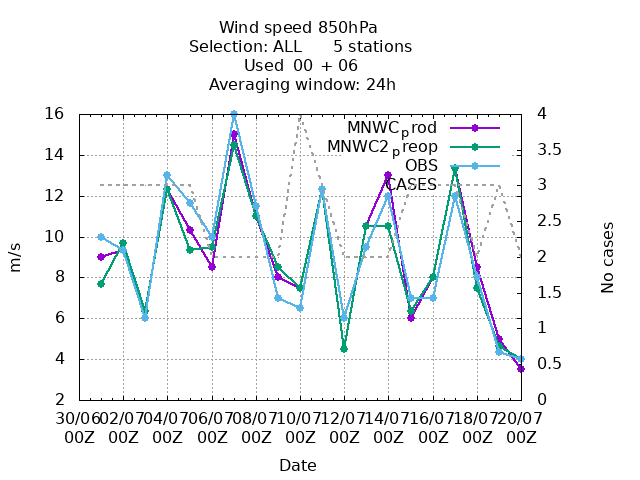 Wind speed 850hPa
Selection: ALL 5 stations
Used 00 + 06
Averaging window: 24h
16
14
12
10
8
6
4
2
m/s
4
3.5
3
2.5
2
1.5
1
0.5
0
No cases
MNWCprod
MNWC2preop
OBS
CASES
30/06 02/07 04/07 06/07 08/07 10/07 12/07 14/07 16/07 18/07 20/07
00Z 00Z 00Z 00Z 00Z 00Z 00Z 00Z 00Z 00Z 00Z
Date